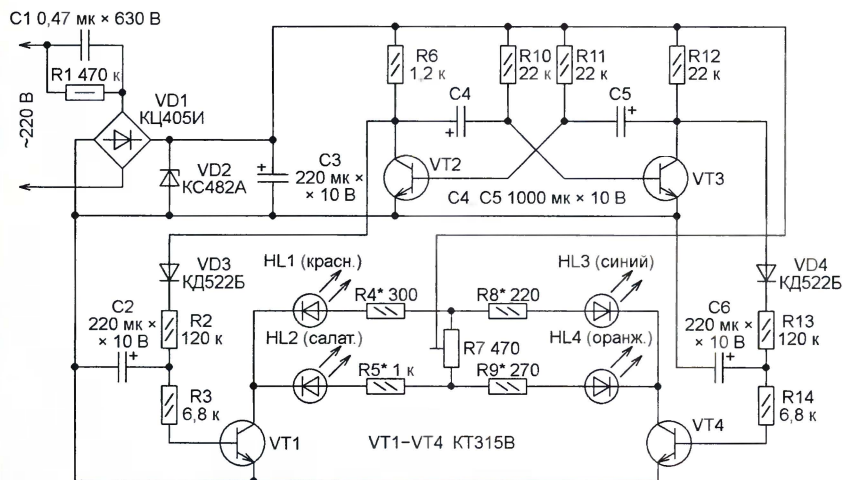 C1 0,47 мк × 630 В
R1 470 к
~220 В
VD1
КЦ405И
VD2
КС482А
C3
220 мк ×
× 10 В
R6
1,2 к
R10
22 к
R11
22 к
R12
22 к
C4
C5
VT2
VT3
C4 C5 1000 мк × 10 В
VD3
КД522Б
C2
220 мк ×
× 10 В
R2
120 к
R3
6,8 к
VT1
HL1 (красн.)
R4* 300
HL2 (салат.)
R5* 1 к
R7 470
R8* 220
HL3 (синий)
R9* 270
HL4 (оранж.)
VT1–VT4 КТ315В
VD4
КД522Б
C6
220 мк ×
× 10 В
R13
120 к
R14
6,8 к
VT4